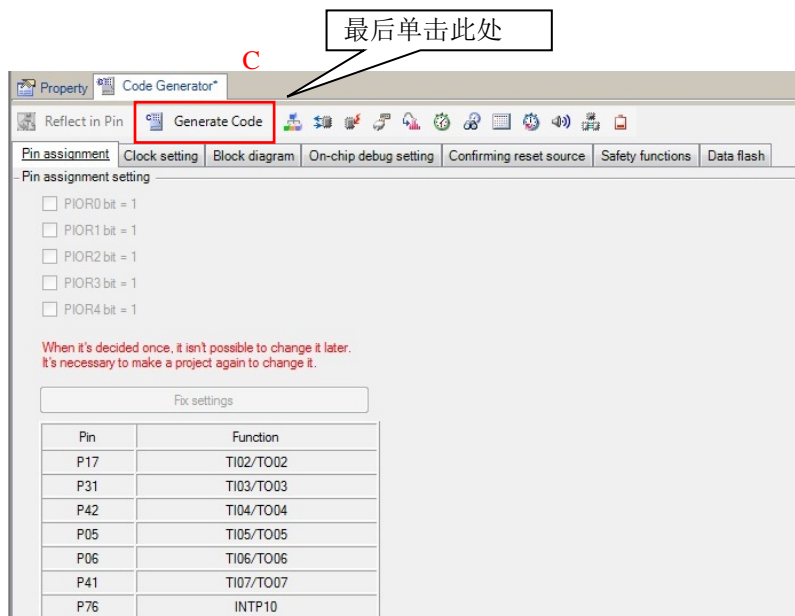 最后单击此处
C
Property Code Generator*
Reflect in Pin Generate Code
Pin assignment Clock setting Block diagram On-chip debug setting Confirming reset source Safety functions Data flash
Pin assignment setting
PIOR0 bit = 1
PIOR1 bit = 1
PIOR2 bit = 1
PIOR3 bit = 1
PIOR4 bit = 1
When it's decided once, it isn't possible to change it later.
It's necessary to make a project again to change it.
Fix settings
Pin Function
P17 TI02/TO02
P31 TI03/TO03
P42 TI04/TO04
P05 TI05/TO05
P06 TI06/TO06
P41 TI07/TO07
P76 INTP10